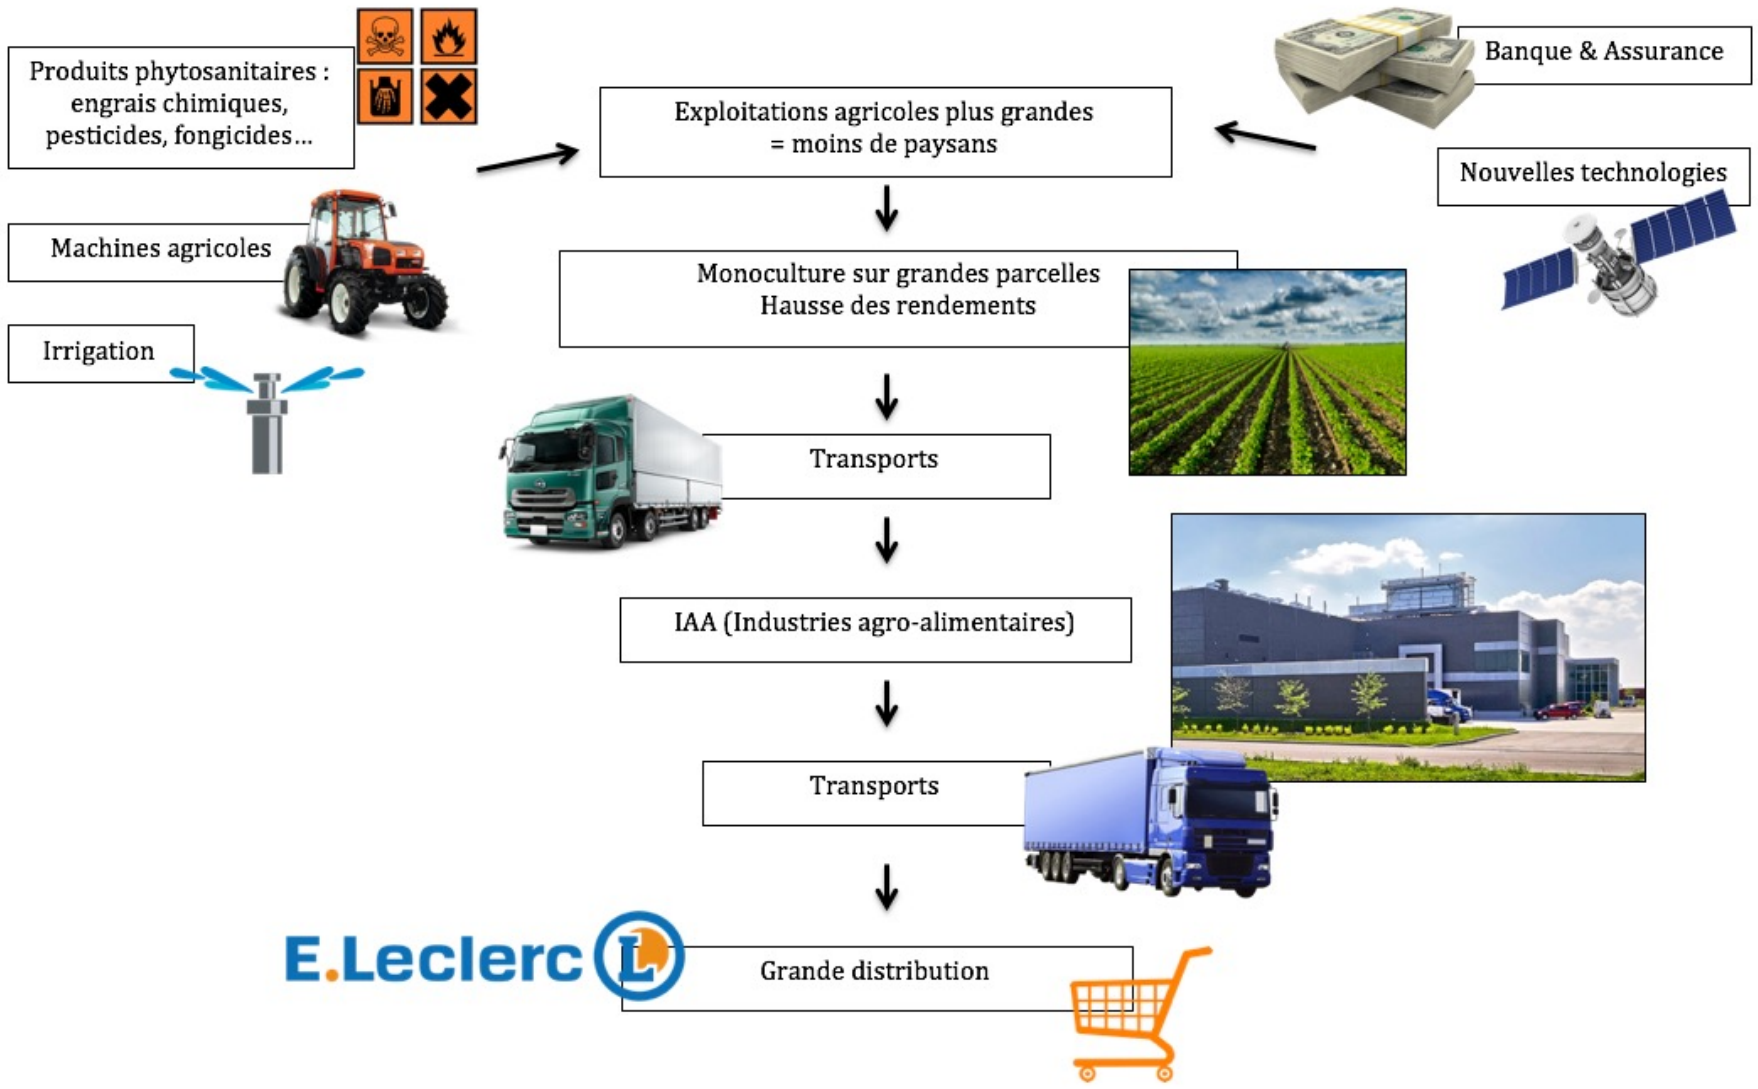 Produits phytosanitaires :
engrais chimiques,
pesticides, fongicides...
Machines agricoles
Irrigation
Banque & Assurance
Nouvelles technologies
Exploitations agricoles plus grandes
= moins de paysans
Monoculture sur grandes parcelles
Hausse des rendements
Transports
IAA (Industries agro-alimentaires)
Transports
E.Leclerc L
Grande distribution